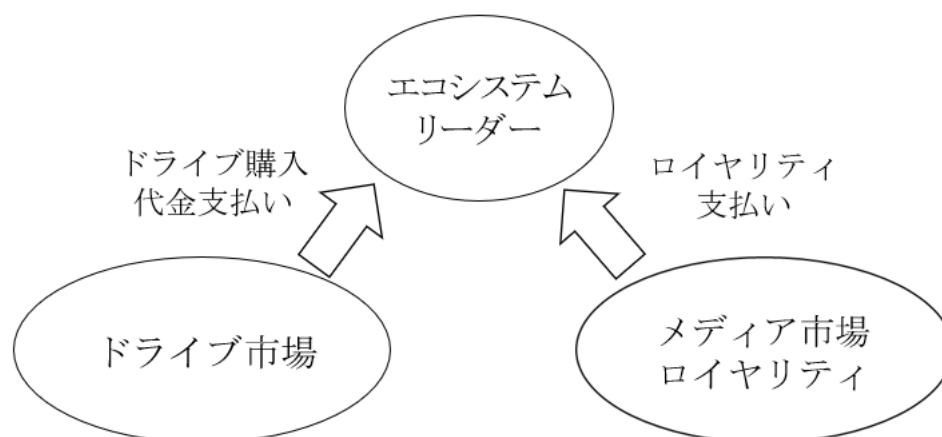 エコシステム
リーダー
ドライブ購入
代金支払い
ロイヤリティ
支払い
ドライブ市場
メディア市場
ロイヤリティ